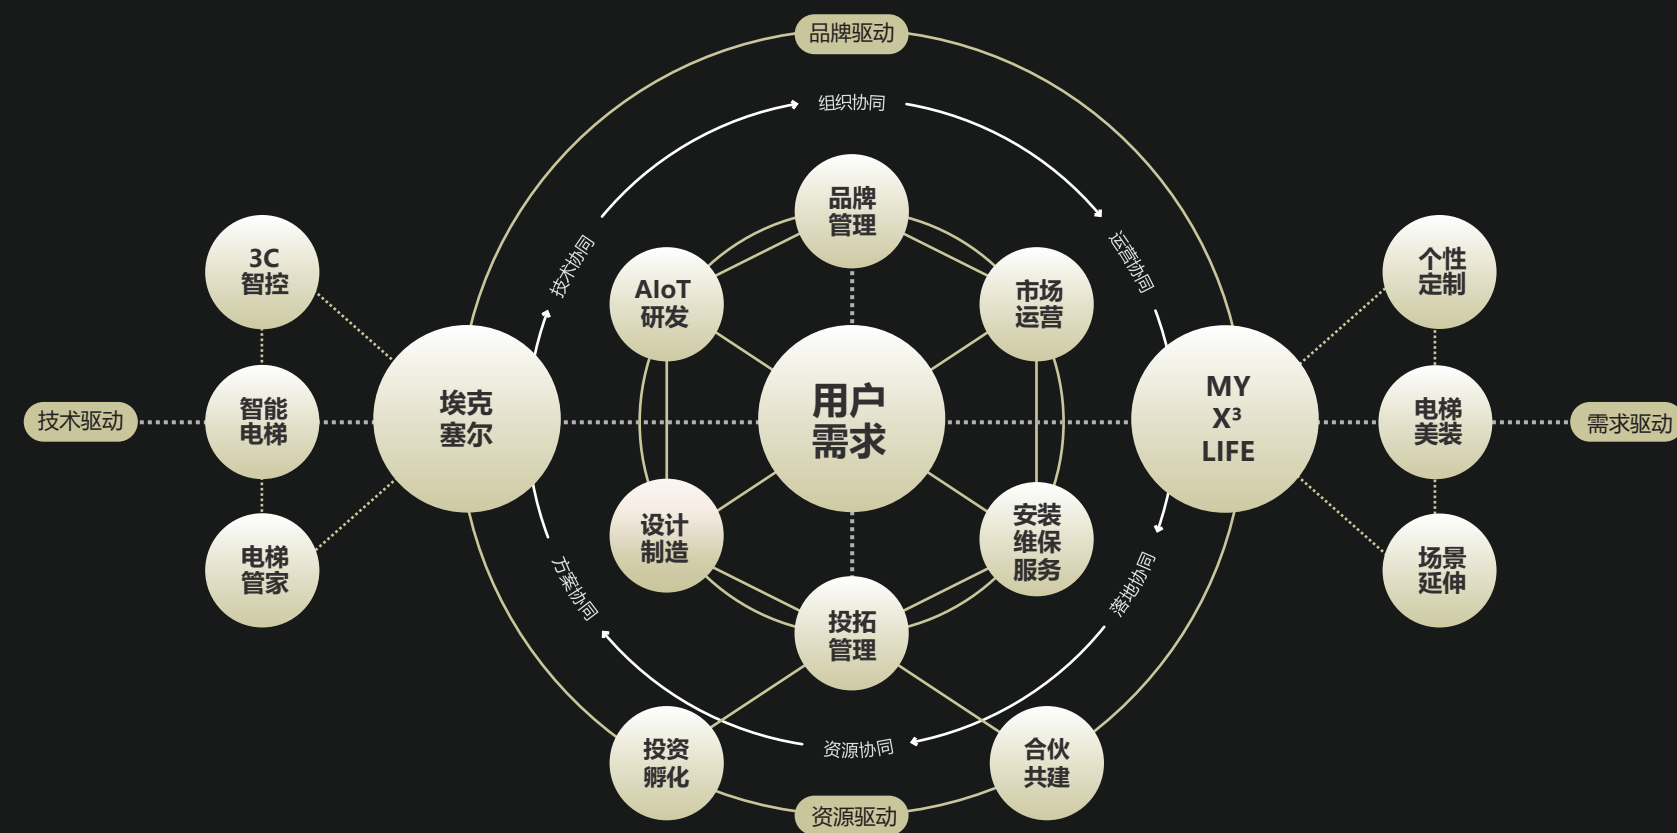 品牌驱动
组织协同
品牌
管理
3C
智控
技术协同
运营协同
个性
定制
AIoT
研发
市场
运营
技术驱动
智能
电梯
埃克
塞尔
用户
需求
MY
X³
LIFE
电梯
美装
需求驱动
电梯
管家
设计
制造
安装
维保
服务
场景
延伸
方案协同
落地协同
投拓
管理
投资
孵化
资源协同
合伙
共建
资源驱动